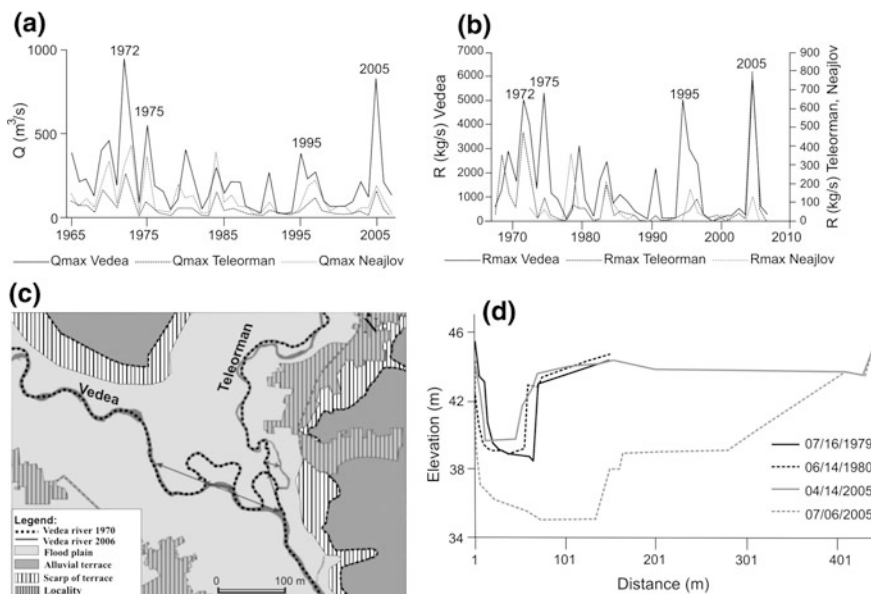 (a)
1000
500
0
Q (m³/s)
1972
1975
1995
2005
1965 1975 1985 1995 2005
Qmax Vedea Qmax Teleorman Qmax Neajlov
(b)
7000
6000
5000
4000
3000
2000
1000
0
R (kg/s) Vedea
1972
1975
1995
2005
900
800
700
600
500
400
300
200
100
0
R (kg/s) Teleorman, Neajlov
1970 1980 1990 2000 2010
Rmax Vedea Rmax Teleorman Rmax Neajlov
(c)
Vedea
Teleorman
Legend:
Vedea river 1970
Vedea river 2006
Flood plain
Alluvial terrace
Scarp of terrace
Locality
0 100 m
(d)
46
42
38
34
Elevation (m)
07/16/1979
06/14/1980
04/14/2005
07/06/2005
1 101 201 301 401
Distance (m)